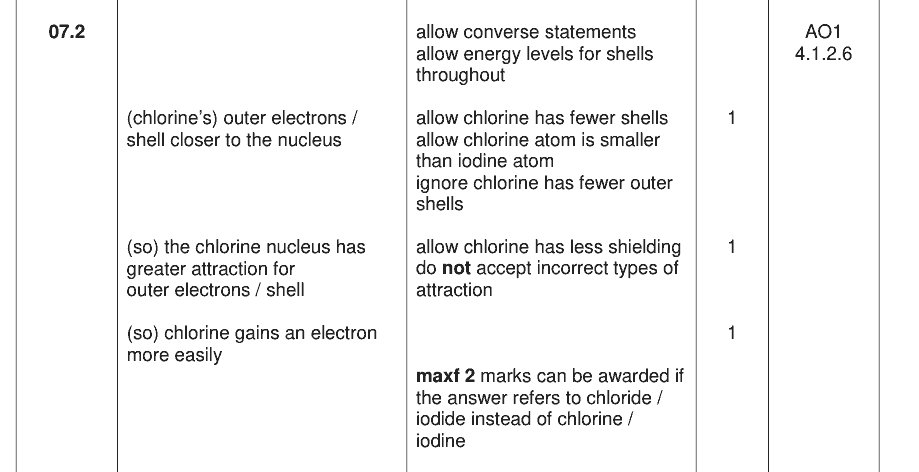 07.2
allow converse statements
allow energy levels for shells
throughout
AO1
4.1.2.6
(chlorine's) outer electrons /
shell closer to the nucleus
allow chlorine has fewer shells
allow chlorine atom is smaller
than iodine atom
ignore chlorine has fewer outer
shells
1
(so) the chlorine nucleus has
greater attraction for
outer electrons / shell
allow chlorine has less shielding
do not accept incorrect types of
attraction
1
(so) chlorine gains an electron
more easily
1
maxf 2 marks can be awarded if
the answer refers to chloride /
iodide instead of chlorine /
iodine